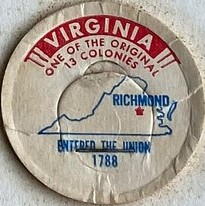 VIRGINIA
ONE OF THE ORIGINAL
13 COLONIES
RICHMOND
ENTERED THE UNION
1788